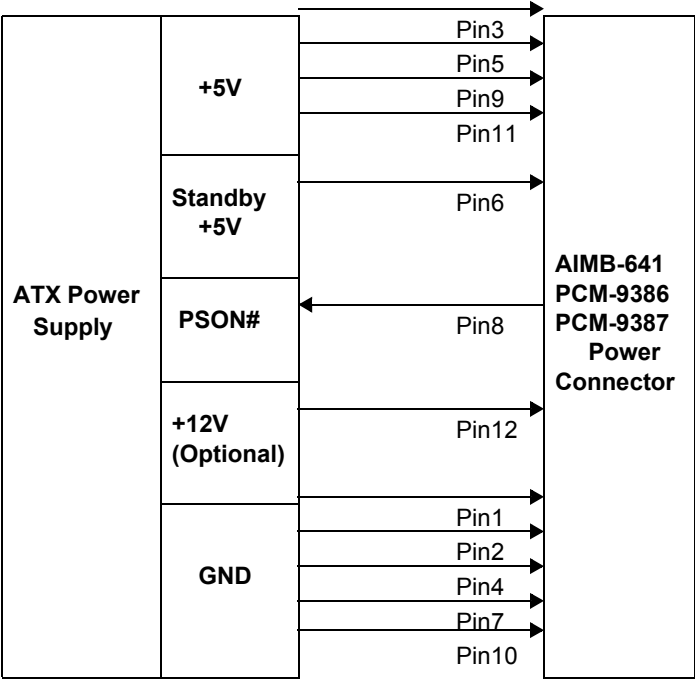 Pin3
Pin5
+5V
Pin9
Pin11
Standby
+5V
Pin6
ATX Power
Supply
PSON#
Pin8
AIMB-641
PCM-9386
PCM-9387
Power
Connector
+12V
(Optional)
Pin12
Pin1
Pin2
GND
Pin4
Pin7
Pin10